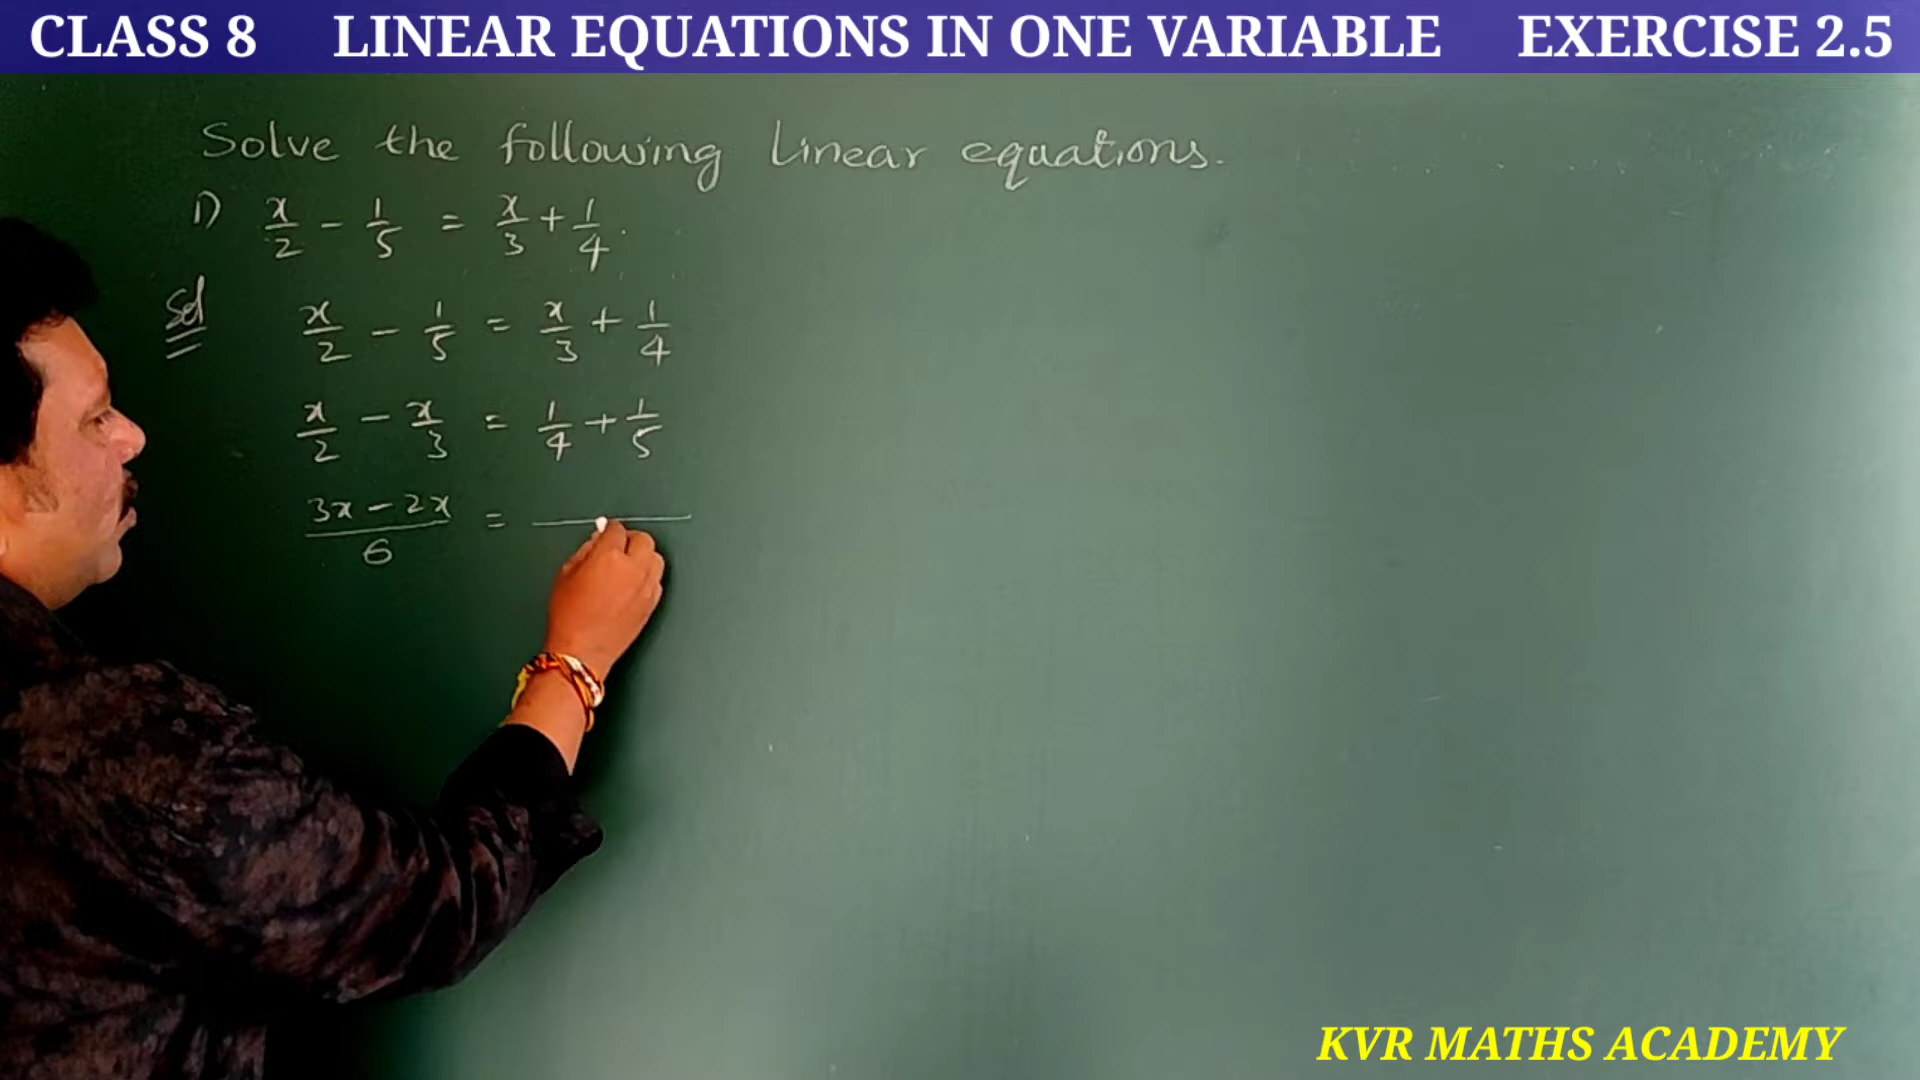 CLASS 8 LINEAR EQUATIONS IN ONE VARIABLE EXERCISE 2.5
Solve the following Linear equations.
1) x/2 - 1/5 = x/3 + 1/4.
Sol x/2 - 1/5 = x/3 + 1/4
x/2 - x/3 = 1/4 + 1/5
3x - 2x/6 =
KVR MATHS ACADEMY